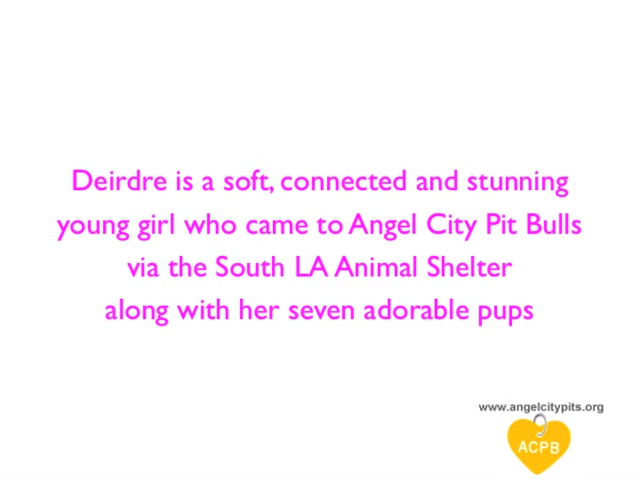 Deirdre is a soft, connected and stunning
young girl who came to Angel City Pit Bulls
via the South LA Animal Shelter
along with her seven adorable pups
www.angelcitypits.org
ACPB